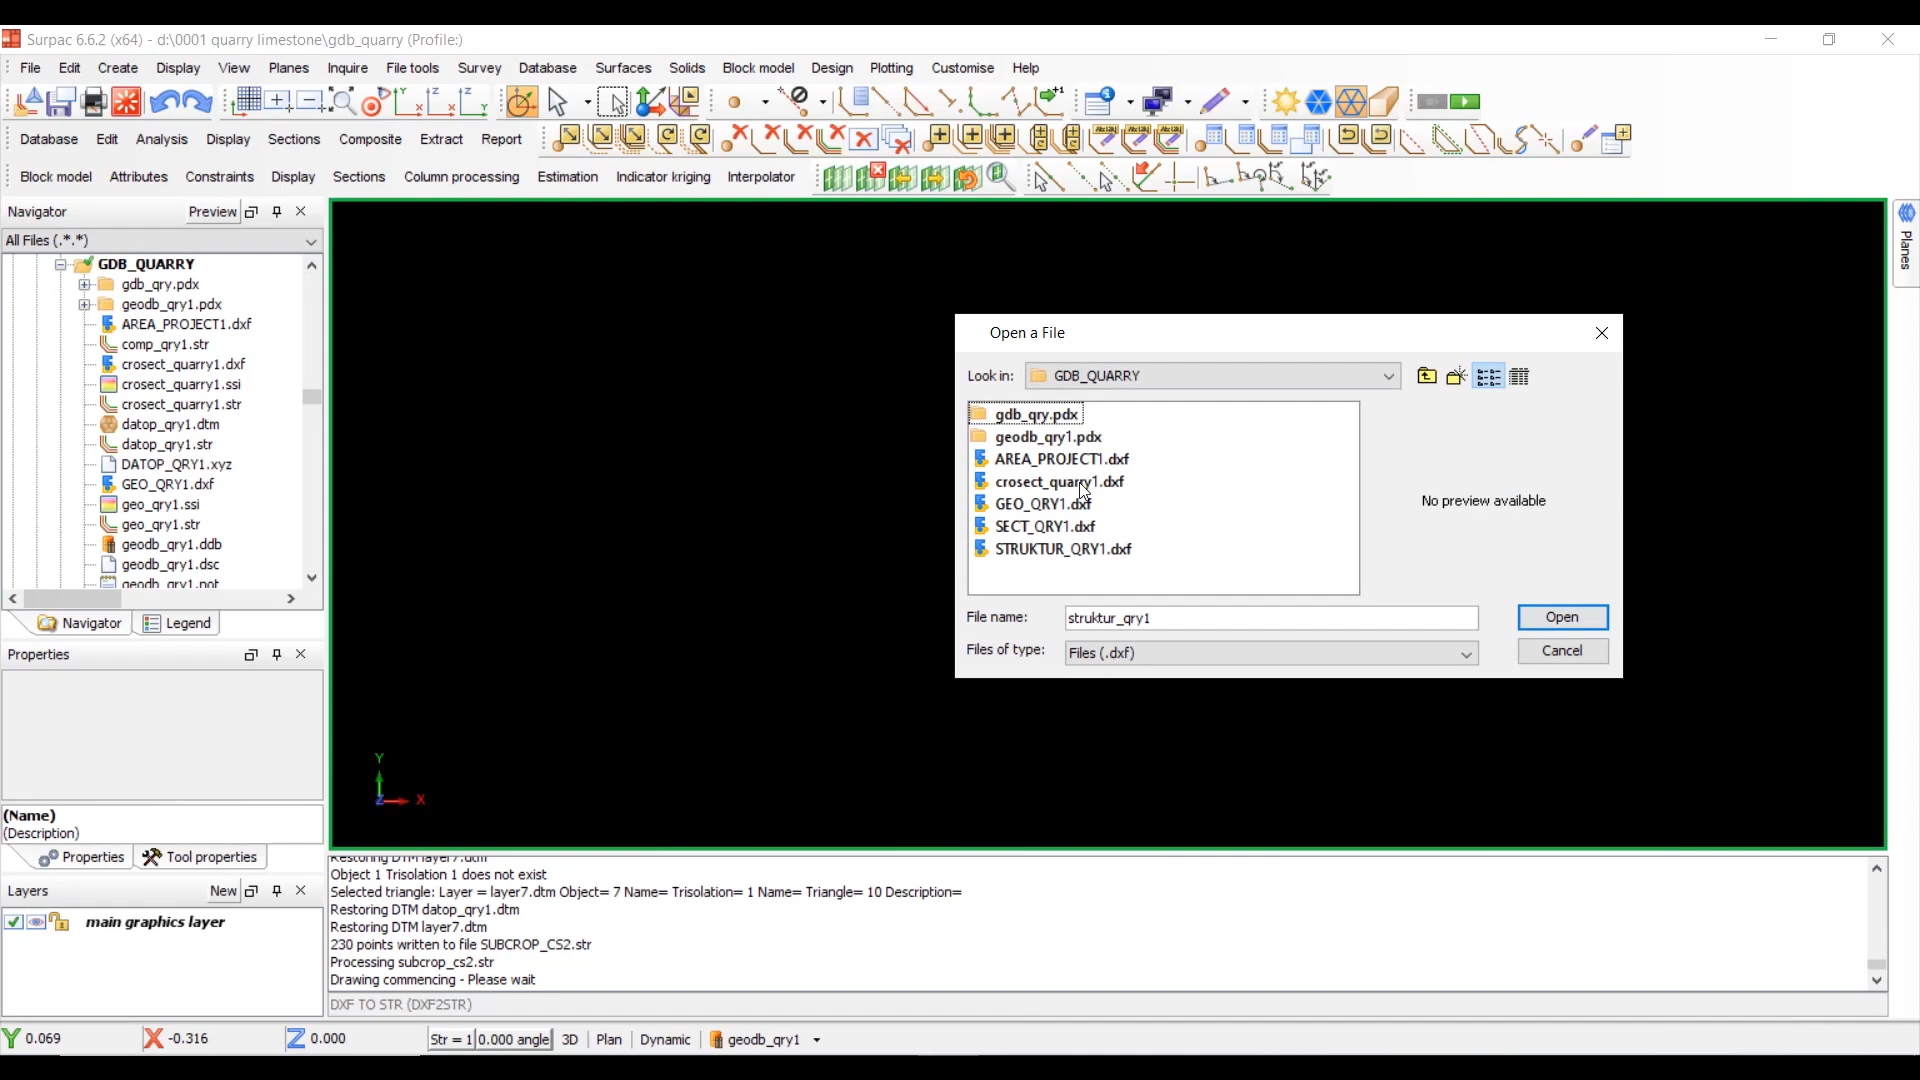 Surpac 6.6.2 (x64) - d:\0001 quarry limestone\gdb_quarry (Profile:)
File Edit Create Display View Planes Inquire File tools Survey Database Surfaces Solids Block model Design Plotting Customise Help
Database Edit Analysis Display Sections Composite Extract Report
Block model Attributes Constraints Display Sections Column processing Estimation Indicator kriging Interpolator
Navigator Preview
All Files (.*.*)
GDB_QUARRY
gdb_qry.pdx
geodb_qry1.pdx
AREA_PROJECT1.dxf
comp_qry1.str
crosect_quarry1.dxf
crosect_quarry1.ssi
crosect_quarry1.str
datop_qry1.dtm
datop_qry1.str
DATOP_QRY1.xyz
GEO_QRY1.dxf
geo_qry1.ssi
geo_qry1.str
geodb_qry1.ddb
geodb_qry1.dsc
geodb_qry1.not
Navigator Legend
Properties
(Name)
(Description)
Properties Tool properties
Layers New
main graphics layer
Planes
Open a File
Look in: GDB_QUARRY
gdb_qry.pdx
geodb_qry1.pdx
AREA_PROJECT1.dxf
crosect_quarry1.dxf
GEO_QRY1.dxf
SECT_QRY1.dxf
STRUKTUR_QRY1.dxf
No preview available
File name: struktur_qry1 Open
Files of type: Files (.dxf) Cancel
Y
Z X
Restoring DTM layer7.dtm
Object 1 Trisolation 1 does not exist
Selected triangle: Layer = layer7.dtm Object= 7 Name= Trisolation= 1 Name= Triangle= 10 Description=
Restoring DTM datop_qry1.dtm
Restoring DTM layer7.dtm
230 points written to file SUBCROP_CS2.str
Processing subcrop_cs2.str
Drawing commencing - Please wait
DXF TO STR (DXF2STR)
Y 0.069 X -0.316 Z 0.000 Str = 1 0.000 angle 3D Plan Dynamic geodb_qry1